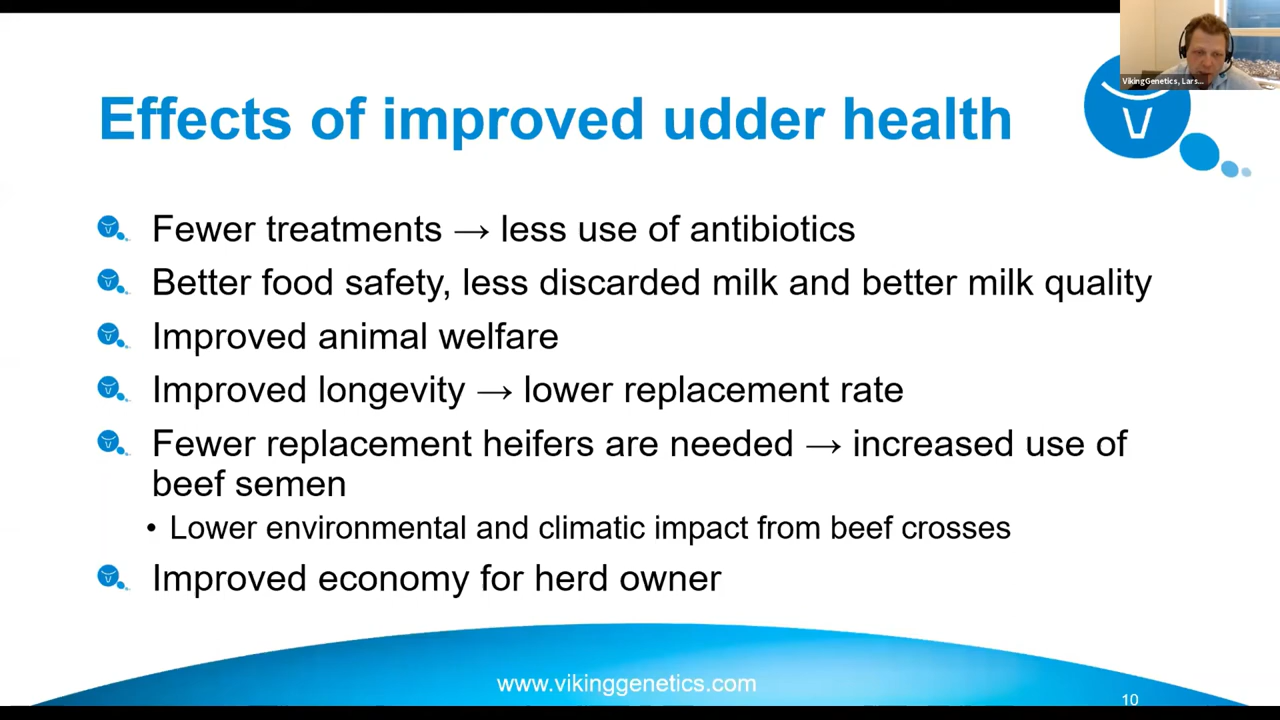 VikingGenetics, Lars...
Effects of improved udder health
Fewer treatments → less use of antibiotics
Better food safety, less discarded milk and better milk quality
Improved animal welfare
Improved longevity → lower replacement rate
Fewer replacement heifers are needed → increased use of
beef semen
• Lower environmental and climatic impact from beef crosses
Improved economy for herd owner
www.vikinggenetics.com
10